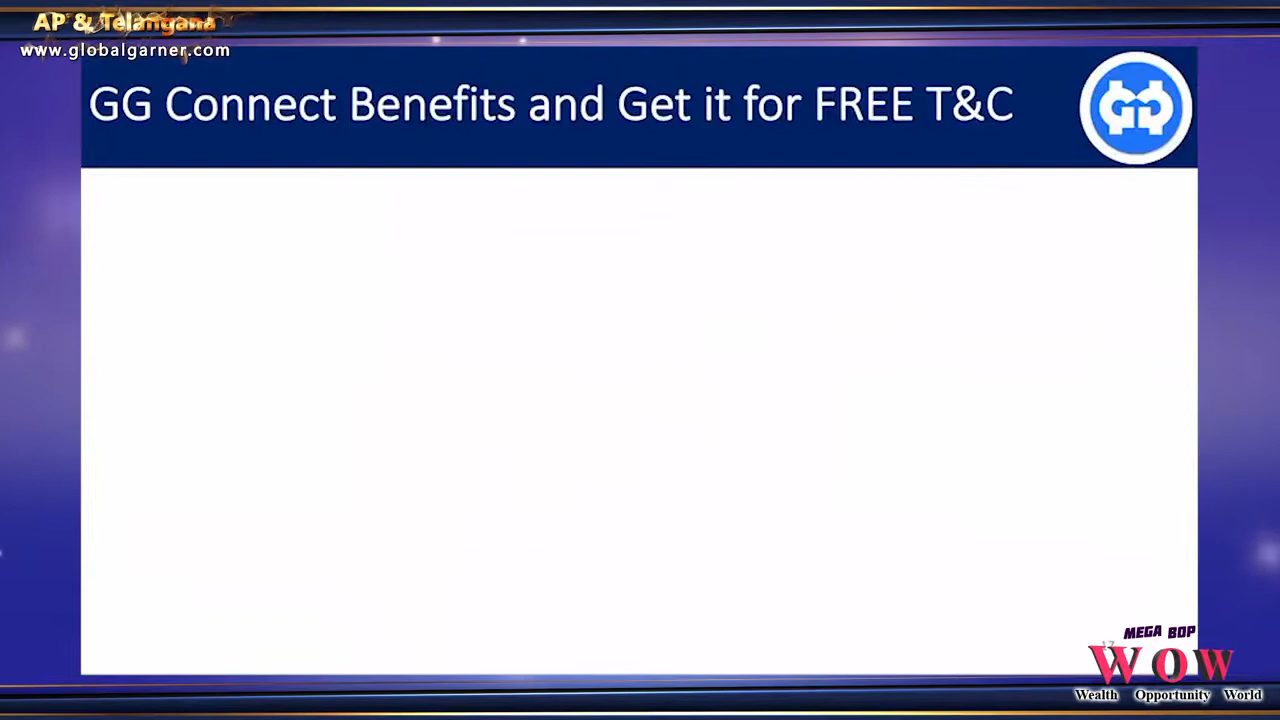 AP & Telangana
www.globalgarner.com
GG Connect Benefits and Get it for FREE T&C
MEGA BOP
WOW
Wealth Opportunity World